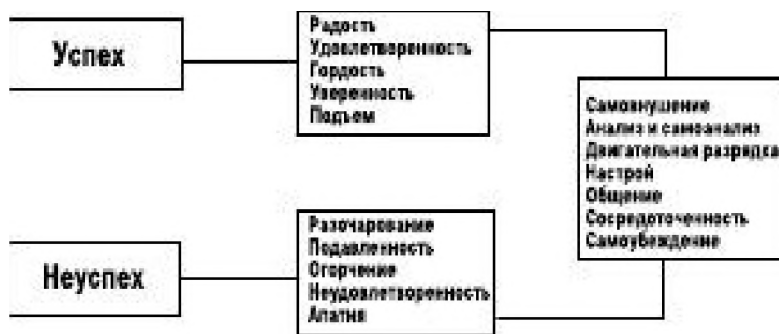 Успех
Радость
Удовлетворенность
Гордость
Уверенность
Подъем
Самовнушение
Анализ и самоанализ
Двигательная разрядка
Настрой
Общение
Сосредоточенность
Самоубеждение
Неуспех
Разочарование
Подавленность
Огорчение
Неудовлетворенность
Апатия